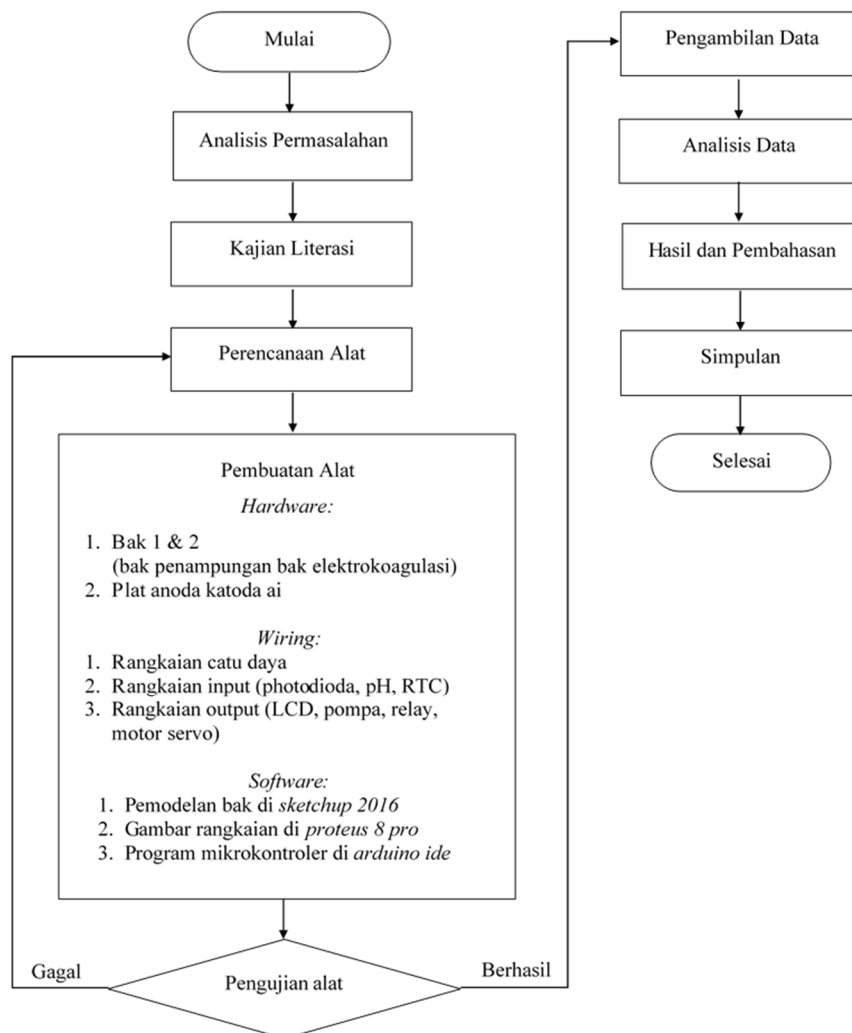 Mulai
Analisis Permasalahan
Kajian Literasi
Perencanaan Alat
Pembuatan Alat
Hardware:
1. Bak 1 & 2
(bak penampungan bak elektrokoagulasi)
2. Plat anoda katoda ai
Wiring:
1. Rangkaian catu daya
2. Rangkaian input (photodioda, pH, RTC)
3. Rangkaian output (LCD, pompa, relay,
motor servo)
Software:
1. Pemodelan bak di sketchup 2016
2. Gambar rangkaian di proteus 8 pro
3. Program mikrokontroler di arduino ide
Pengujian alat
Gagal
Berhasil
Pengambilan Data
Analisis Data
Hasil dan Pembahasan
Simpulan
Selesai